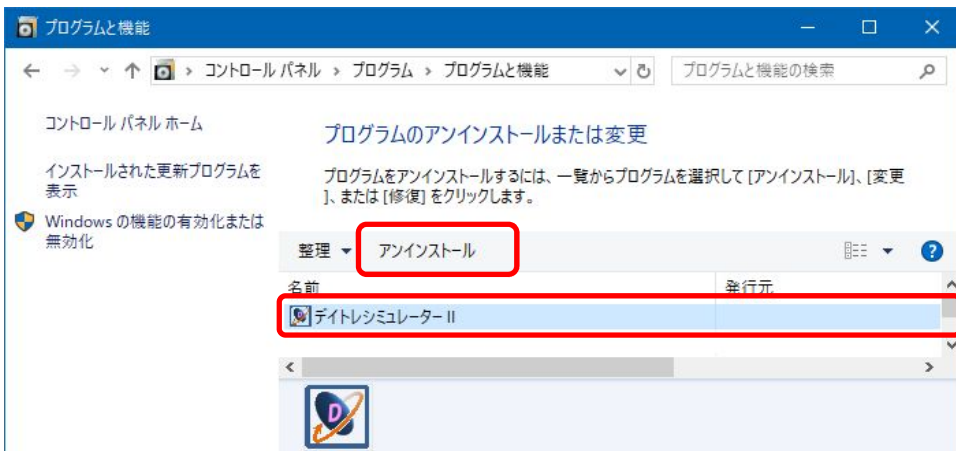 プログラムと機能
コントロール パネル › プログラム › プログラムと機能
プログラムと機能の検索
コントロール パネル ホーム
インストールされた更新プログラムを
表示
Windows の機能の有効化または
無効化
プログラムのアンインストールまたは変更
プログラムをアンインストールするには、一覧からプログラムを選択して [アンインストール]、[変更
]、または [修復] をクリックします。
整理 アンインストール
名前 発行元
デイトレシミュレーター II
D